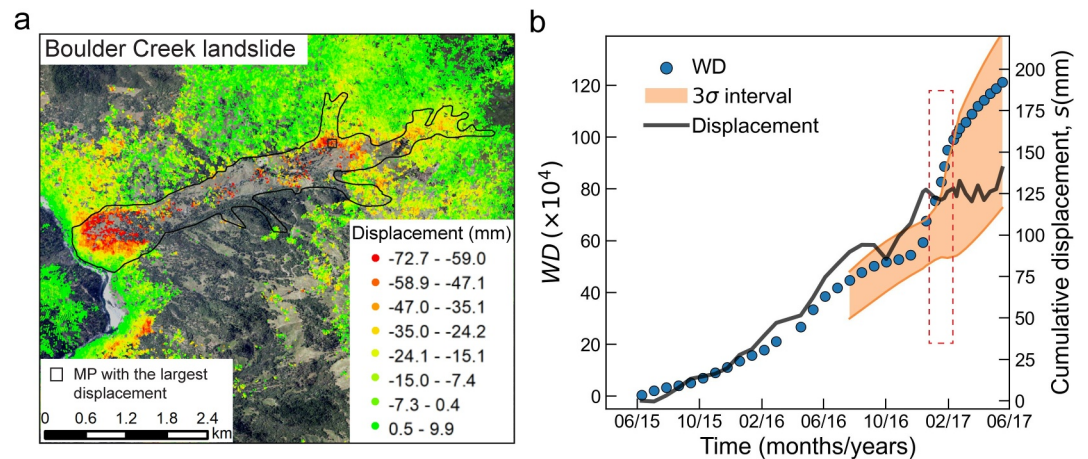 a
Boulder Creek landslide
Displacement (mm)
-72.7 - -59.0
-58.9 - -47.1
-47.0 - -35.1
-35.0 - -24.2
-24.1 - -15.1
-15.0 - -7.4
-7.3 - 0.4
0.5 - 9.9
MP with the largest
displacement
0 0.6 1.2 1.8 2.4
km
b
WD
3σ interval
Displacement
WD (×10⁴)
120
100
80
60
40
20
0
Cumulative displacement, s(mm)
200
175
150
125
100
75
50
25
0
06/15 10/15 02/16 06/16 10/16 02/17 06/17
Time (months/years)